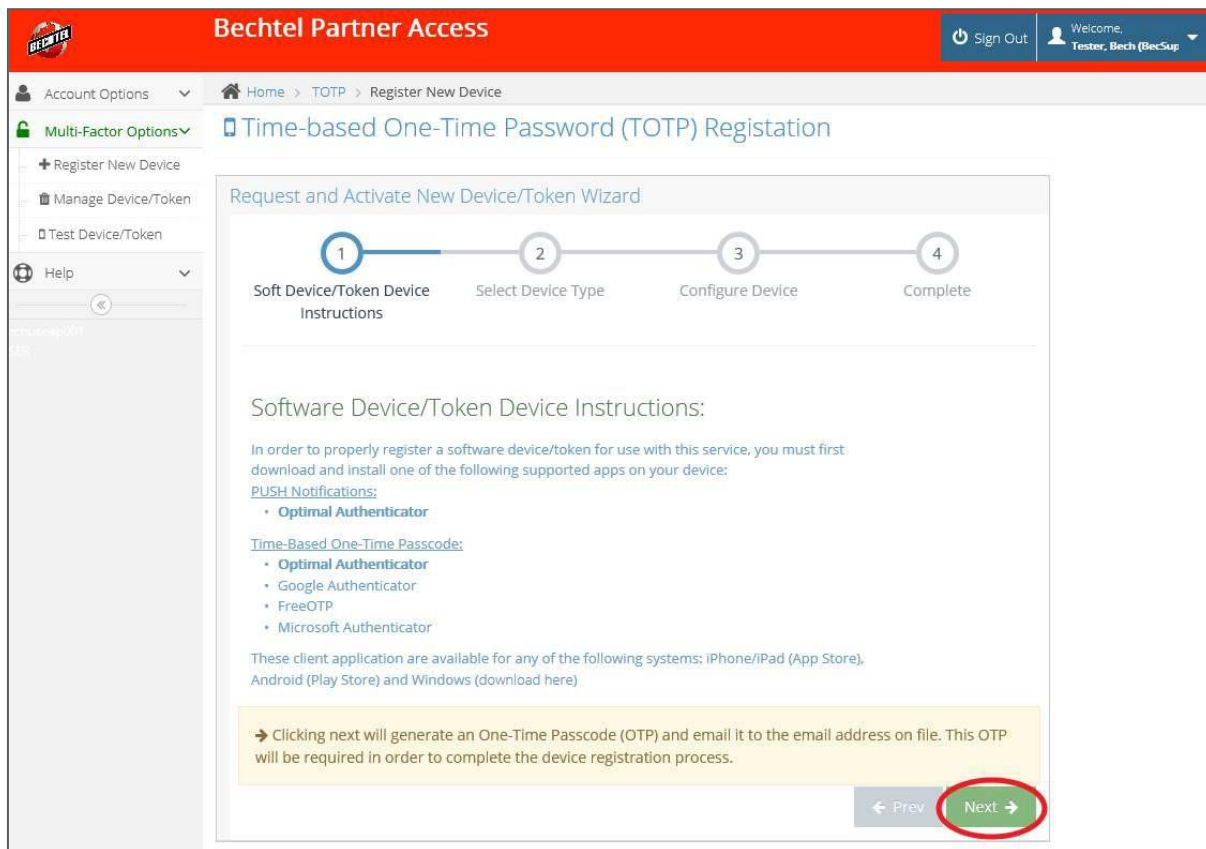 BECHTEL
Bechtel Partner Access
Sign Out
Welcome,
Tester, Bech (BecSup
Account Options
Home > TOTP > Register New Device
Multi-Factor Options
Register New Device
Manage Device/Token
Test Device/Token
Help
Time-based One-Time Password (TOTP) Registation
Request and Activate New Device/Token Wizard
1
2
3
4
Soft Device/Token Device
Instructions
Select Device Type
Configure Device
Complete
Software Device/Token Device Instructions:
In order to properly register a software device/token for use with this service, you must first
download and install one of the following supported apps on your device:
PUSH Notifications:
• Optimal Authenticator
Time-Based One-Time Passcode:
• Optimal Authenticator
• Google Authenticator
• FreeOTP
• Microsoft Authenticator
These client application are available for any of the following systems: iPhone/iPad (App Store),
Android (Play Store) and Windows (download here)
→ Clicking next will generate an One-Time Passcode (OTP) and email it to the email address on file. This OTP
will be required in order to complete the device registration process.
← Prev
Next →